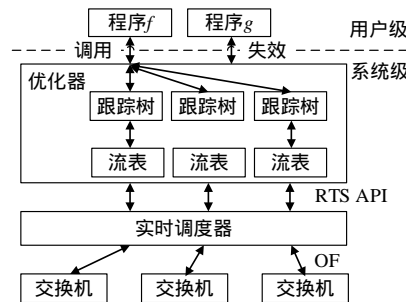 程序f 程序g 用户级
调用 失效
系统级
优化器
跟踪树 跟踪树 跟踪树
流表 流表 流表
RTS API
实时调度器
OF
交换机 交换机 交换机